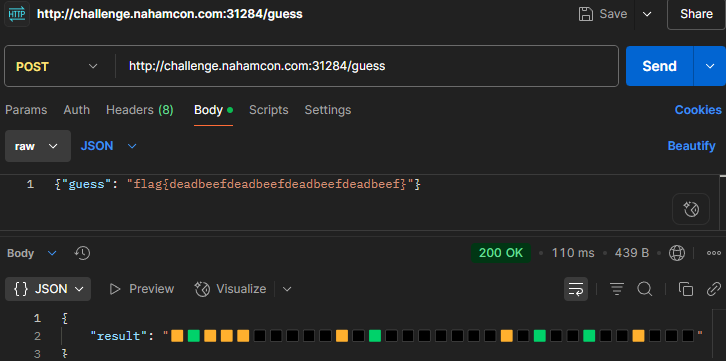 HTTP http://challenge.nahamcon.com:31284/guess Save Share
POST http://challenge.nahamcon.com:31284/guess Send
Params Auth Headers (8) Body Scripts Settings Cookies
raw JSON Beautify
1 {"guess": "flag{deadbeefdeadbeefdeadbeefdeadbeef}"}
Body 200 OK • 110 ms • 439 B
{} JSON Preview Visualize
1 {
2 "result": "🟧🟩🟧🟧🟧⬛⬛⬛⬛⬛🟧⬛🟩⬛⬛⬛⬛⬛⬛⬛🟧⬛🟩⬛⬛🟩⬛⬛🟧⬛⬛⬛"
3 }